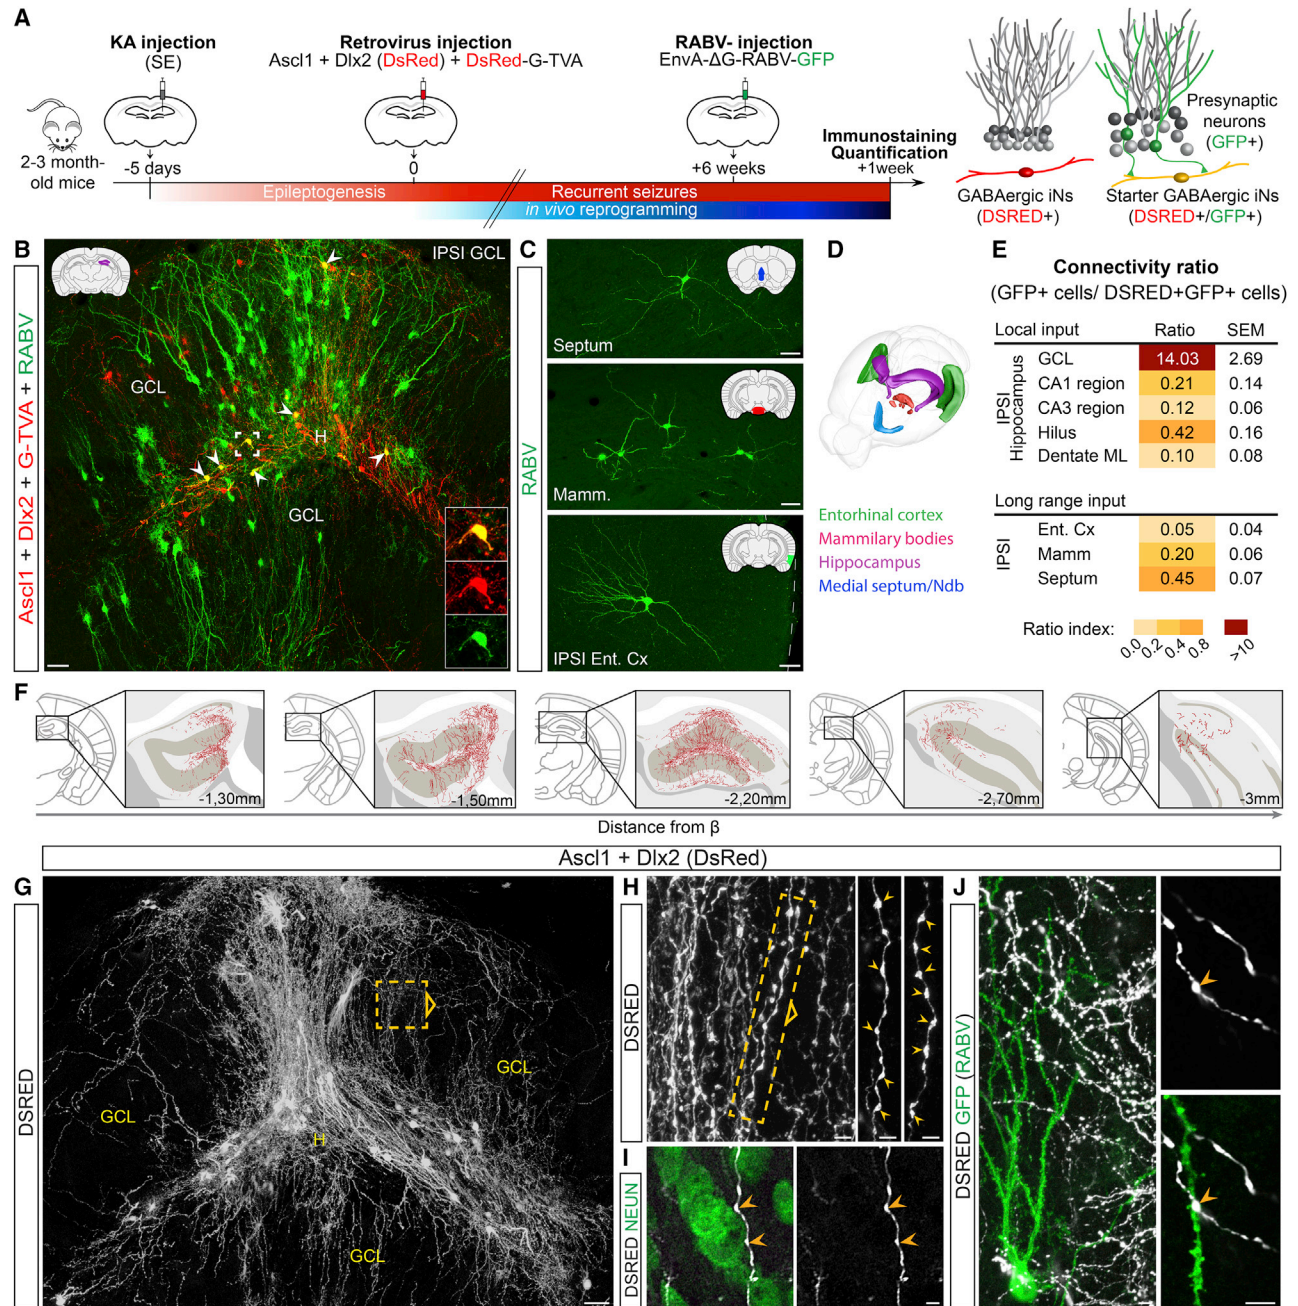 A
KA injection
(SE)
Retrovirus injection
Ascl1 + Dlx2 (DsRed) + DsRed-G-TVA
RABV- injection
EnvA-ΔG-RABV-GFP
2-3 month-
old mice
-5 days
0
+6 weeks
Immunostaining
Quantification
+1week
Epileptogenesis
Recurrent seizures
in vivo reprogramming
Presynaptic
neurons
(GFP+)
GABAergic iNs
(DSRED+)
Starter GABAergic iNs
(DSRED+/GFP+)
B
Ascl1 + Dlx2 + G-TVA + RABV
IPSI GCL
GCL
H
GCL
C
RABV
Septum
Mamm.
IPSI Ent. Cx
D
Entorhinal cortex
Mammilary bodies
Hippocampus
Medial septum/Ndb
E
Connectivity ratio
(GFP+ cells/ DSRED+GFP+ cells)
Local input Ratio SEM
IPSI
Hippocampus
GCL 14.03 2.69
CA1 region 0.21 0.14
CA3 region 0.12 0.06
Hilus 0.42 0.16
Dentate ML 0.10 0.08
Long range input
IPSI
Ent. Cx 0.05 0.04
Mamm 0.20 0.06
Septum 0.45 0.07
Ratio index:
0.0 0.2 0.4 0.8 >10
F
-1,30mm
-1,50mm
-2,20mm
-2,70mm
-3mm
Distance from β
Ascl1 + Dlx2 (DsRed)
G
DSRED
GCL
GCL
H
GCL
H
DSRED
I
DSRED NEUN
J
DSRED GFP (RABV)